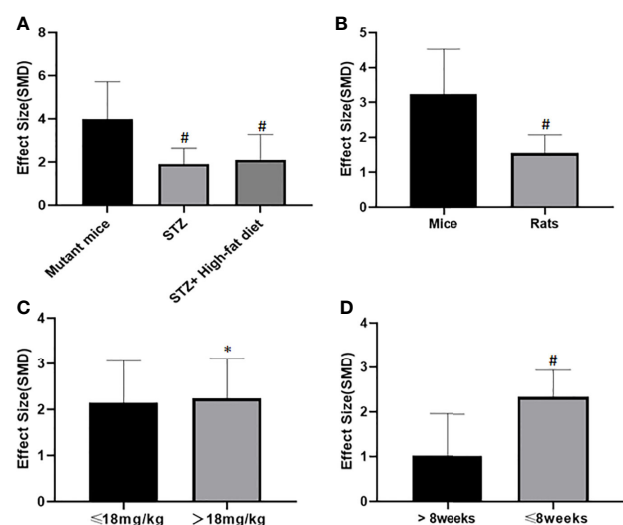 A
Effect Size(SMD)
8
6
4
2
0
#
#
Mutant mice
STZ
STZ+ High-fat diet
B
Effect Size(SMD)
5
4
3
2
1
0
#
Mice
Rats
C
Effect Size(SMD)
4
3
2
1
0
*
≤18mg/kg
＞18mg/kg
D
Effect Size(SMD)
4
3
2
1
0
#
> 8weeks
≤8weeks